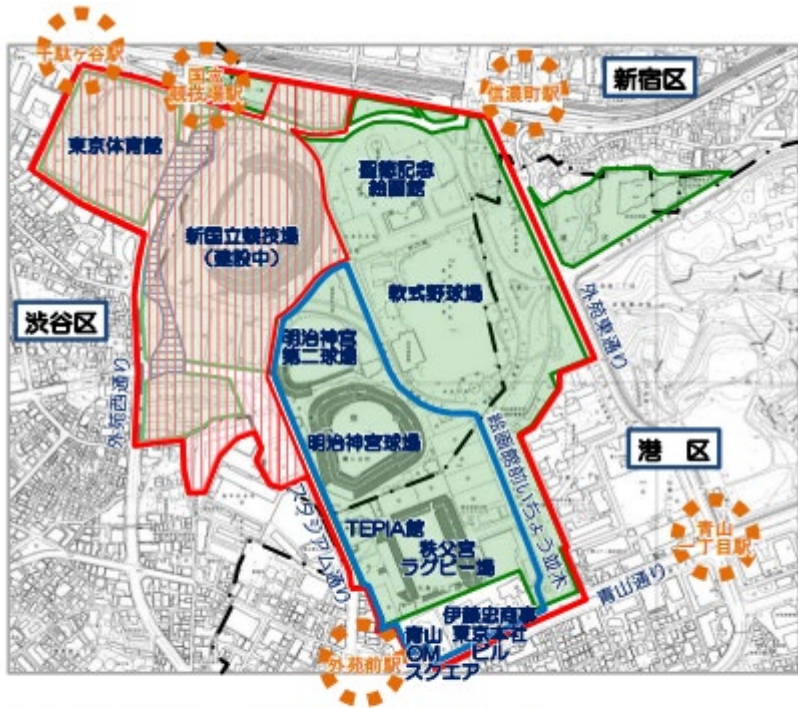 千駄ヶ谷駅
国立
競技場駅
信濃町駅
新宿区
東京体育館
聖徳記念
絵画館
新国立競技場
(建設中)
軟式野球場
外苑東通り
渋谷区
明治神宮
第二球場
外苑西通り
明治神宮球場
絵画館前いちょう並木
港 区
スタジアム通り
TEPIA館
秩父宮
ラグビー場
青山
一丁目駅
青山通り
伊藤忠商事
東京本社
ビル
青山
OM
スクエア
外苑前駅